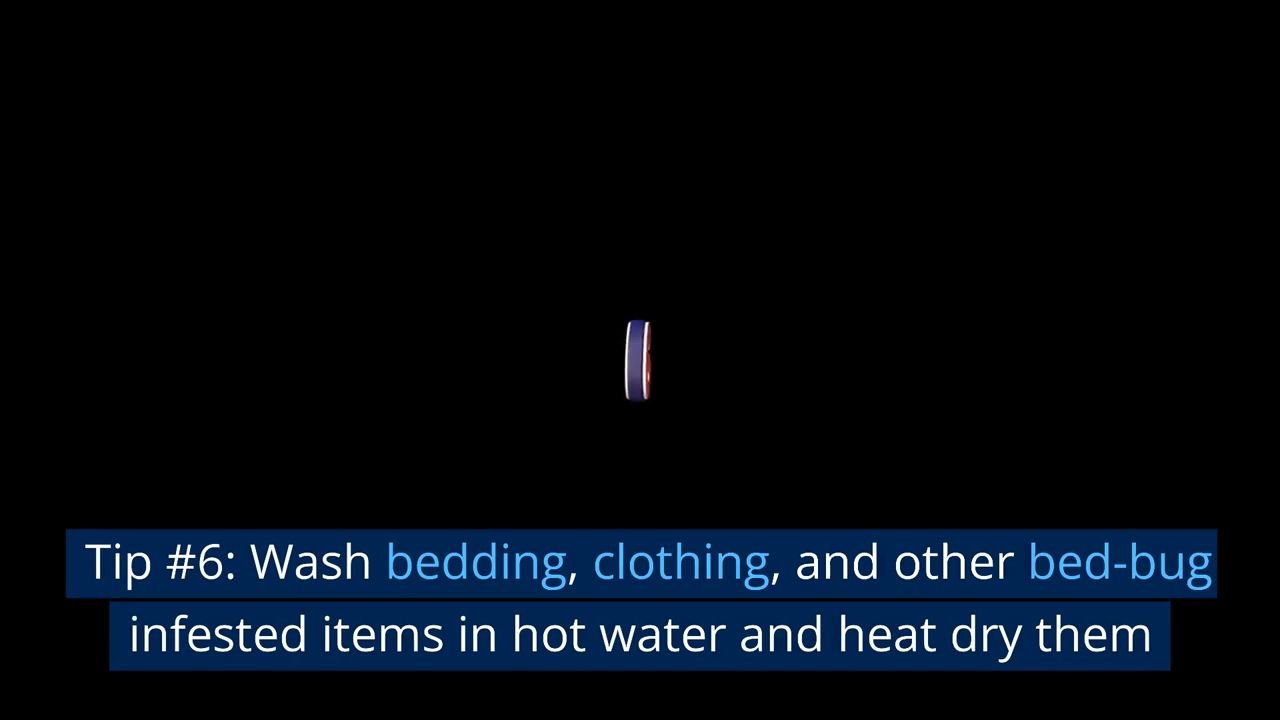 Tip #6: Wash bedding, clothing, and other bed-bug
infested items in hot water and heat dry them